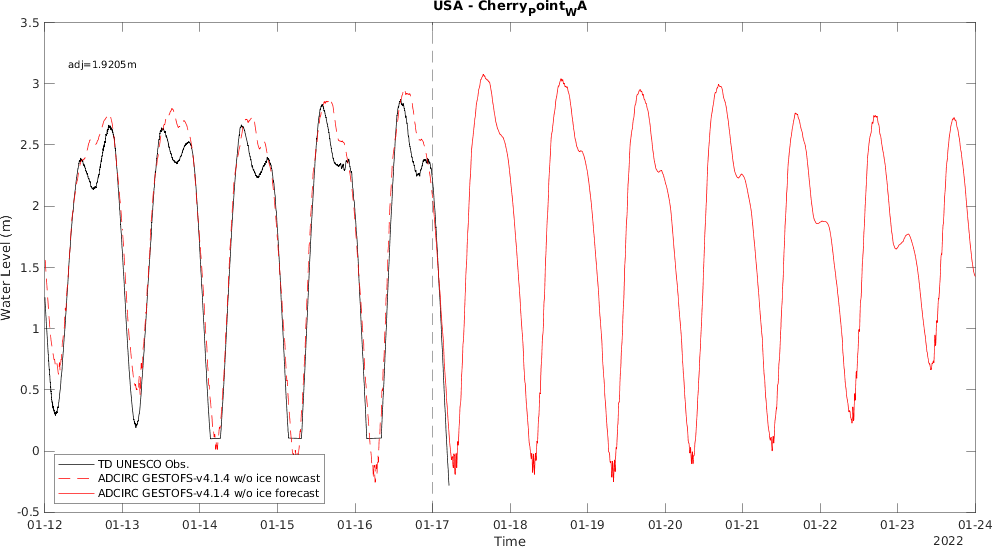 USA - CherryPointWA
3.5
adj=1.9205m
3
2.5
2
1.5
1
0.5
0
-0.5
Water Level (m)
TD UNESCO Obs.
ADCIRC GESTOFS-v4.1.4 w/o ice nowcast
ADCIRC GESTOFS-v4.1.4 w/o ice forecast
01-12 01-13 01-14 01-15 01-16 01-17 01-18 01-19 01-20 01-21 01-22 01-23 01-24
Time
2022